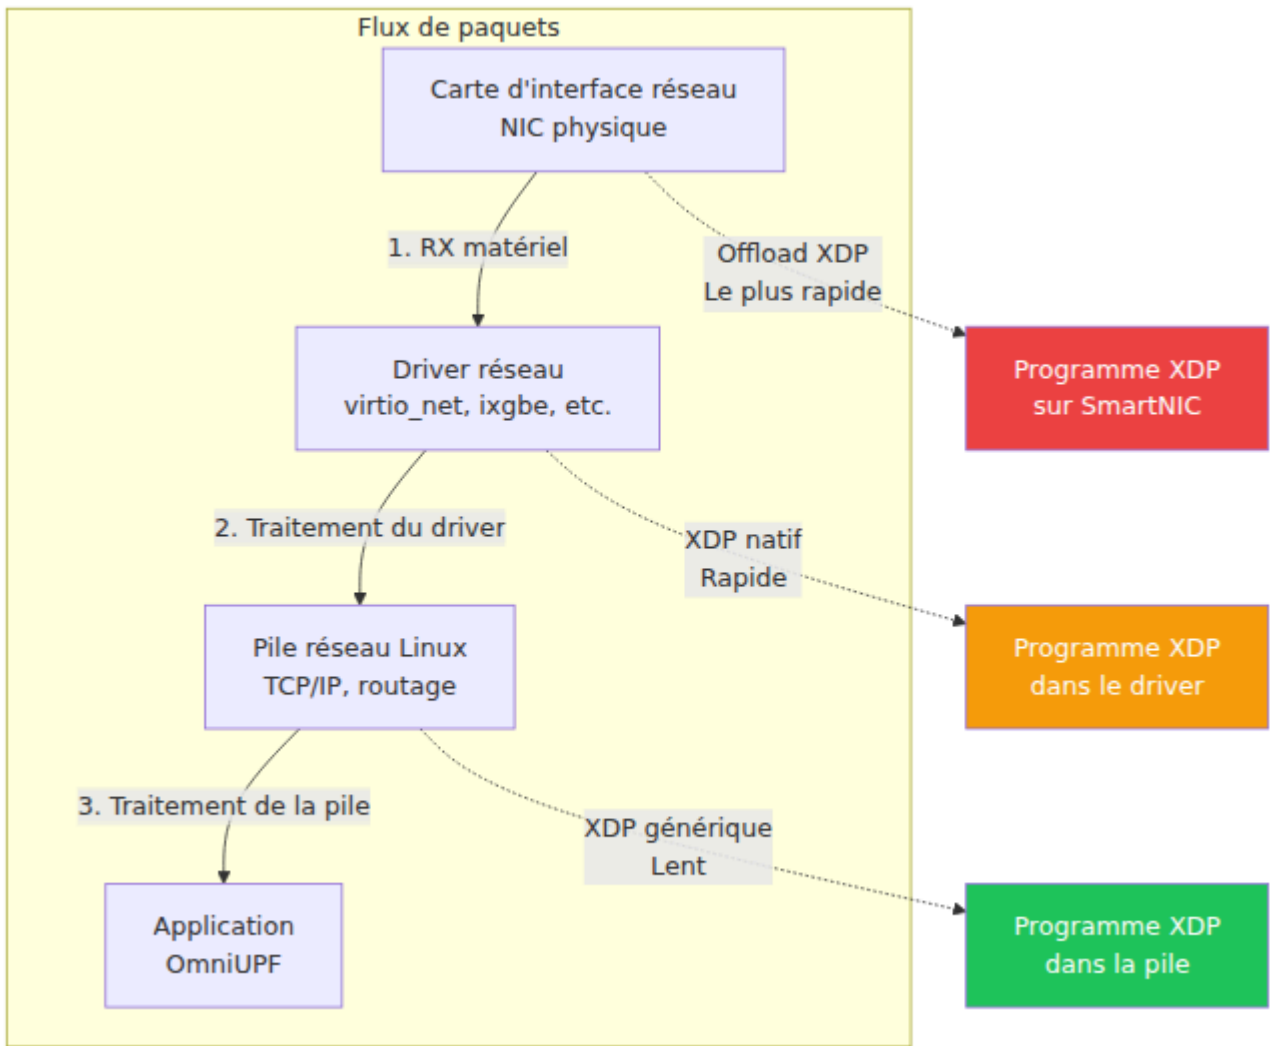 Flux de paquets
Carte d'interface réseau
NIC physique
1. RX matériel
Offload XDP
Le plus rapide
Driver réseau
virtio_net, ixgbe, etc.
Programme XDP
sur SmartNIC
2. Traitement du driver
XDP natif
Rapide
Pile réseau Linux
TCP/IP, routage
Programme XDP
dans le driver
3. Traitement de la pile
XDP générique
Lent
Application
OmniUPF
Programme XDP
dans la pile